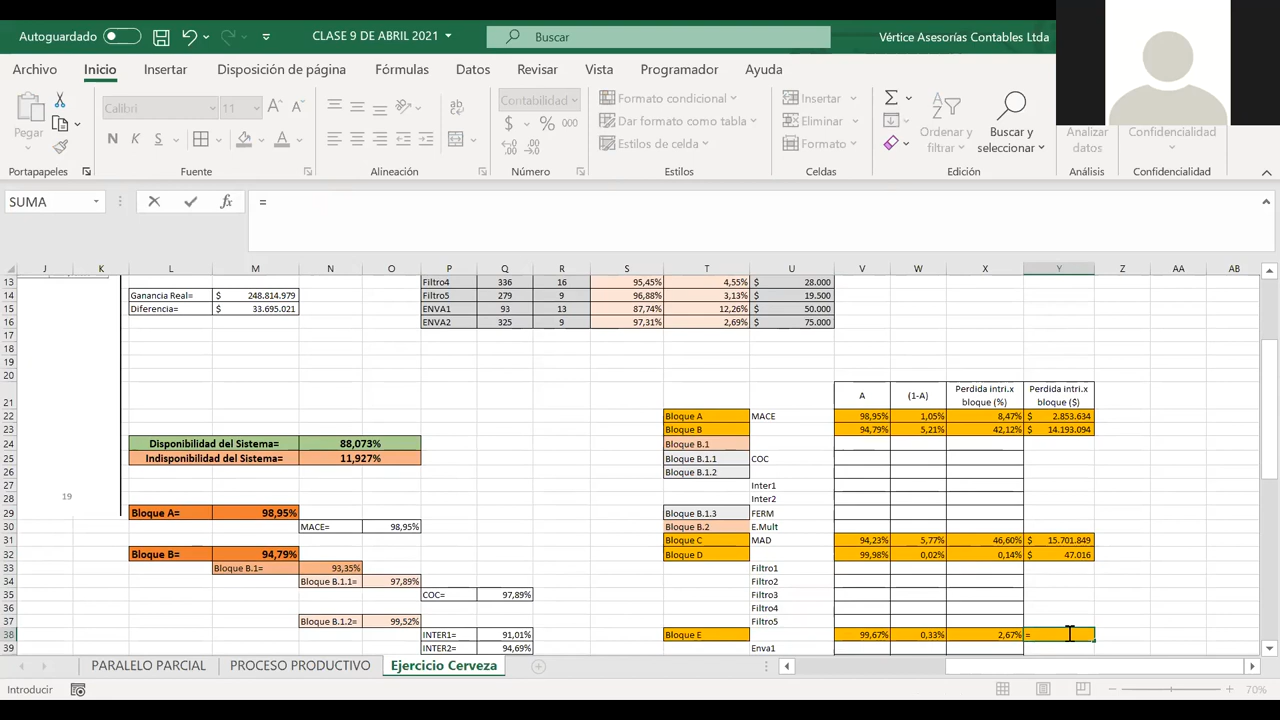 Autoguardado CLASE 9 DE ABRIL 2021 Buscar Vértice Asesorías Contables Ltda
Archivo Inicio Insertar Disposición de página Fórmulas Datos Revisar Vista Programador Ayuda
Pegar
Calibri 11
N K S
ab
Contabilidad
$ % 000
Formato condicional
Dar formato como tabla
Estilos de celda
Insertar
Eliminar
Formato
Ordenar y filtrar
Buscar y seleccionar
Analizar datos
Confidencialidad
Portapapeles Fuente Alineación Número Estilos Celdas Edición Análisis Confidencialidad
SUMA fx =
J K L M N O P Q R S T U V W X Y Z AA AB
13 Filtro4 336 16 95,45% 4,55% $ 28.000
14 Ganancia Real= $ 248.814.979 Filtro5 279 9 96,88% 3,13% $ 19.500
15 Diferencia= $ 33.695.021 ENVA1 93 13 87,74% 12,26% $ 50.000
16 ENVA2 325 9 97,31% 2,69% $ 75.000
17
18
19
20
21 A (1-A) Perdida intri.x bloque (%) Perdida intri.x bloque ($)
22 Bloque A MACE 98,95% 1,05% 8,47% $ 2.853.634
23 Bloque B 94,79% 5,21% 42,12% $ 14.193.094
24 Disponibilidad del Sistema= 88,073% Bloque B.1
25 Indisponibilidad del Sistema= 11,927% Bloque B.1.1 COC
26 Bloque B.1.2
27 Inter1
28 19 Inter2
29 Bloque A= 98,95% Bloque B.1.3 FERM
30 MACE= 98,95% Bloque B.2 E.Mult
31 Bloque C MAD 94,23% 5,77% 46,60% $ 15.701.849
32 Bloque B= 94,79% Bloque D 99,98% 0,02% 0,14% $ 47.016
33 Bloque B.1= 93,35% Filtro1
34 Bloque B.1.1= 97,89% Filtro2
35 COC= 97,89% Filtro3
36 Filtro4
37 Bloque B.1.2= 99,52% Filtro5
38 INTER1= 91,01% Bloque E 99,67% 0,33% 2,67% =
39 INTER2= 94,69% Enva1
PARALELO PARCIAL PROCESO PRODUCTIVO Ejercicio Cerveza
Introducir 70%